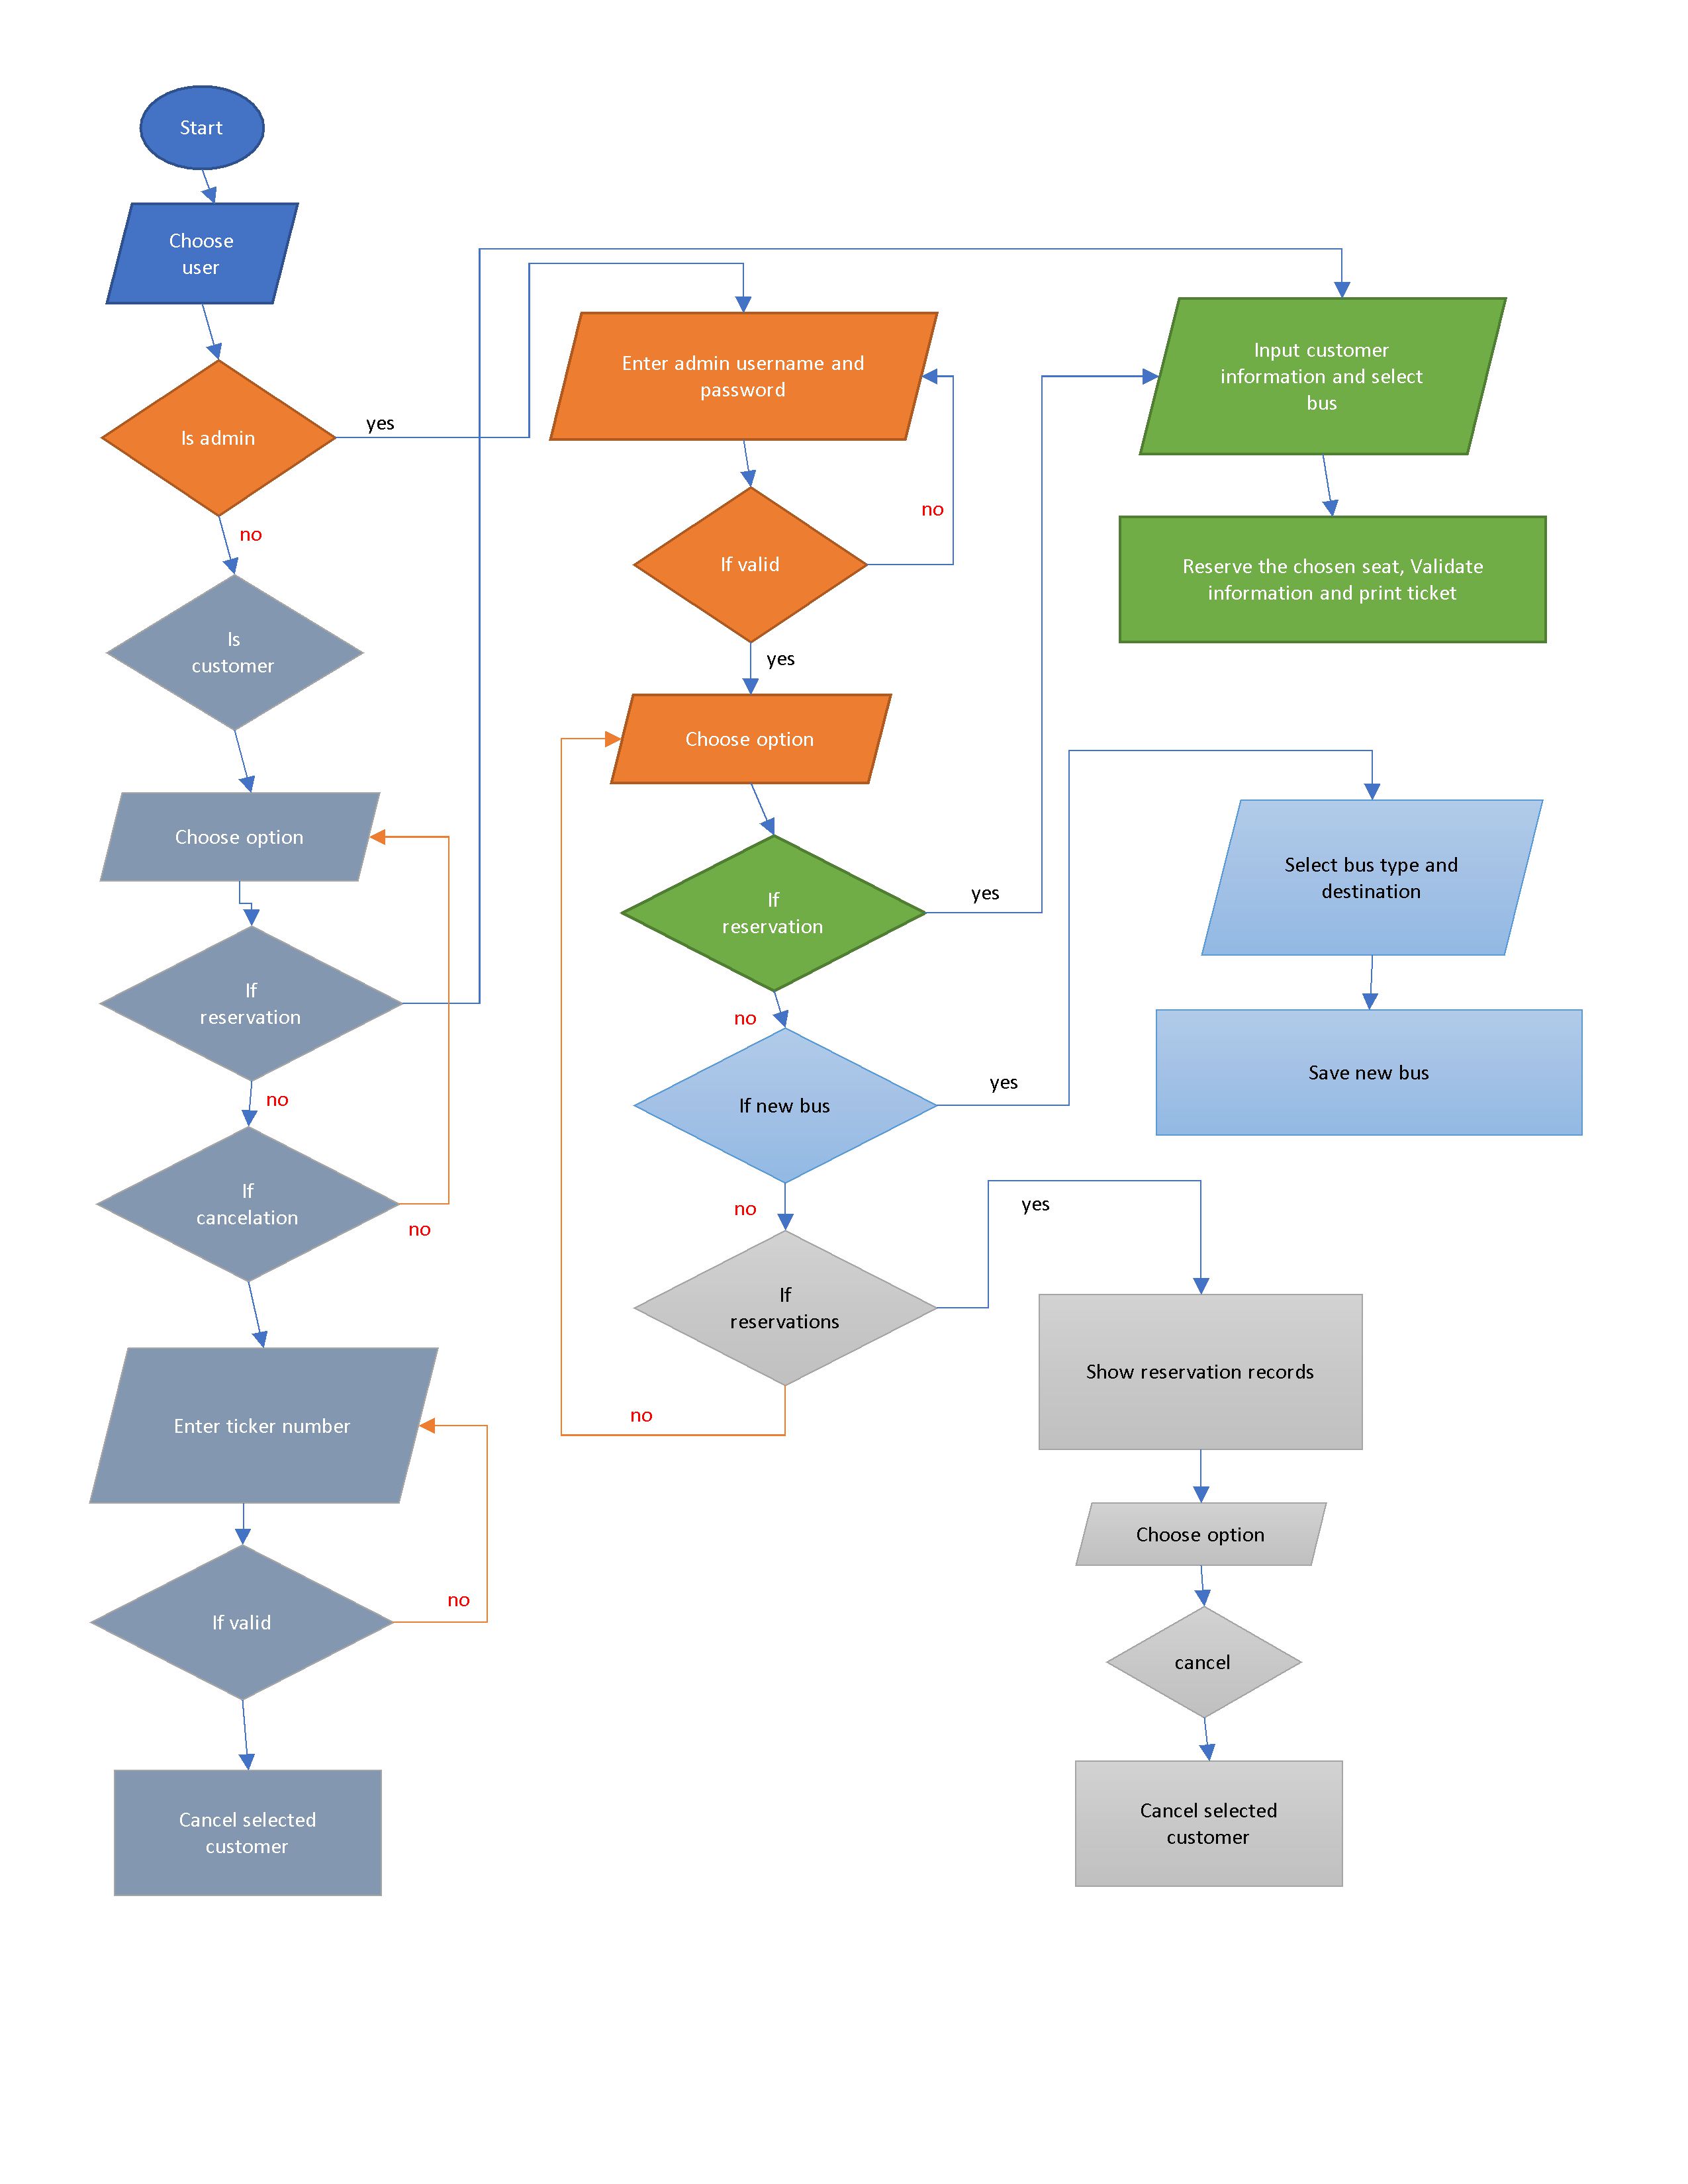 Start
Choose
user
Is admin
yes
no
Is
customer
Choose option
If
reservation
no
If
cancelation
no
Enter ticker number
If valid
no
Cancel selected
customer
Enter admin username and
password
If valid
no
yes
Choose option
If
reservation
yes
no
If new bus
yes
no
If
reservations
yes
no
Input customer
information and select
bus
Reserve the chosen seat, Validate
information and print ticket
Select bus type and
destination
Save new bus
Show reservation records
Choose option
cancel
Cancel selected
customer